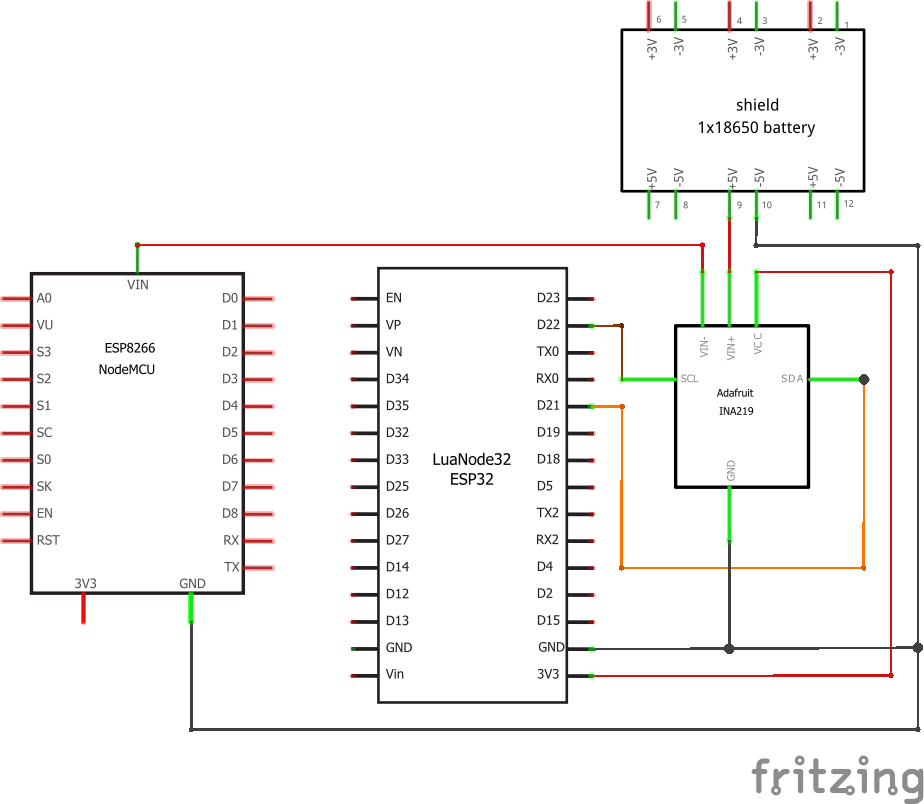 6 5 4 3 2 1
+3V -3V +3V -3V +3V -3V
shield
1x18650 battery
+5V -5V +5V -5V +5V -5V
7 8 9 10 11 12
VIN
A0 D0
VU D1
S3 D2
S2 D3
S1 D4
SC D5
S0 D6
SK D7
EN D8
RST RX
TX
ESP8266
NodeMCU
3V3 GND
EN D23
VP D22
VN TX0
D34 RX0
D35 D21
D32 D19
D33 D18
D25 D5
D26 TX2
D27 RX2
D14 D4
D12 D2
D13 D15
GND GND
Vin 3V3
LuaNode32
ESP32
VIN- VIN+ VCC
SCL SDA
Adafruit
INA219
GND
fritzing